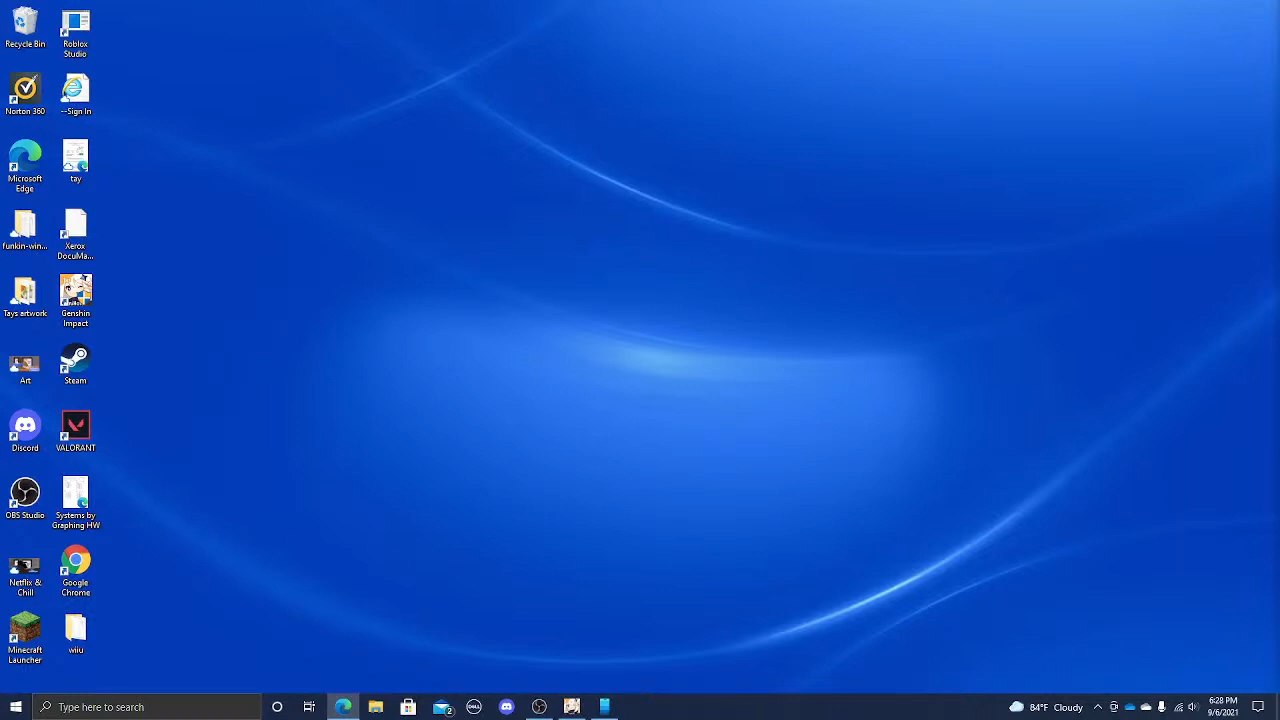 Recycle Bin
Roblox
Studio
Norton 360
--Sign In
Microsoft
Edge
tay
funkin-win...
Xerox
DocuMa...
Tays artwork
Genshin
Impact
Art
Steam
Discord
VALORANT
OBS Studio
Systems by
Graphing HW
Netflix &
Chill
Google
Chrome
Minecraft
Launcher
wiiu
Type here to search
2
DELL
84°F Cloudy
6:28 PM
9/6/2021